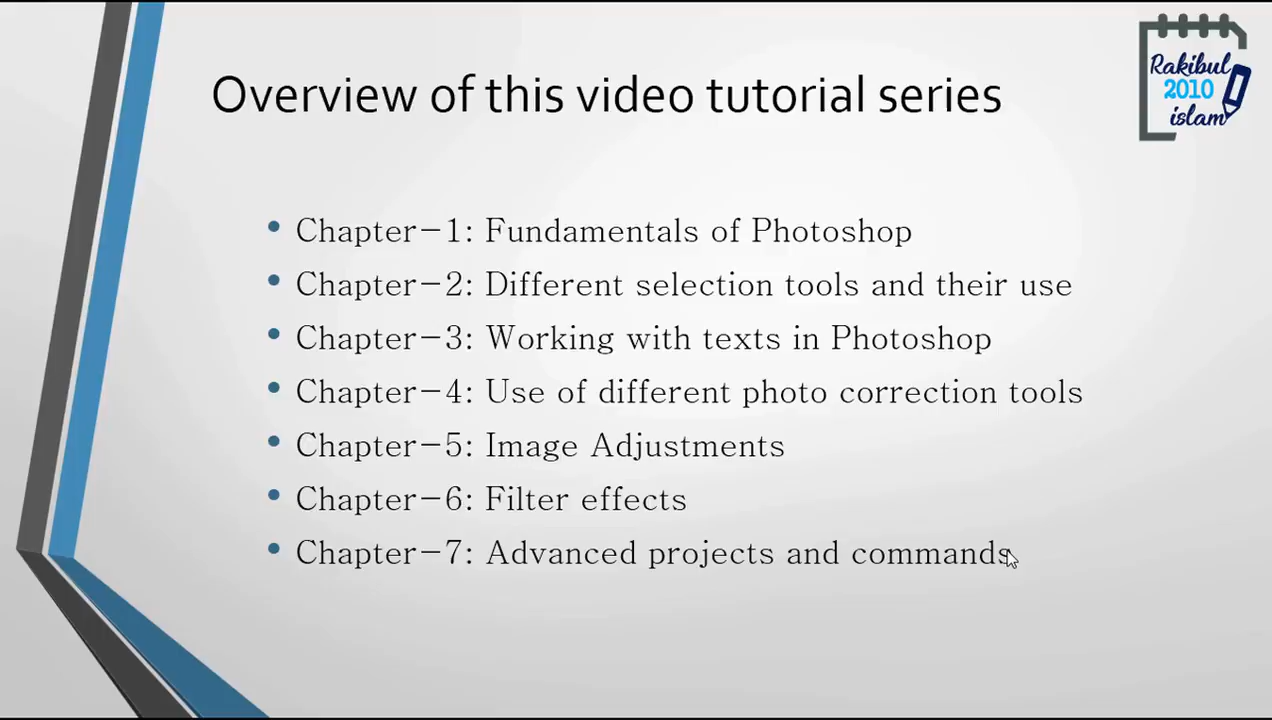 Overview of this video tutorial series
Rakibul
2010
islam
• Chapter-1: Fundamentals of Photoshop
• Chapter-2: Different selection tools and their use
• Chapter-3: Working with texts in Photoshop
• Chapter-4: Use of different photo correction tools
• Chapter-5: Image Adjustments
• Chapter-6: Filter effects
• Chapter-7: Advanced projects and commands